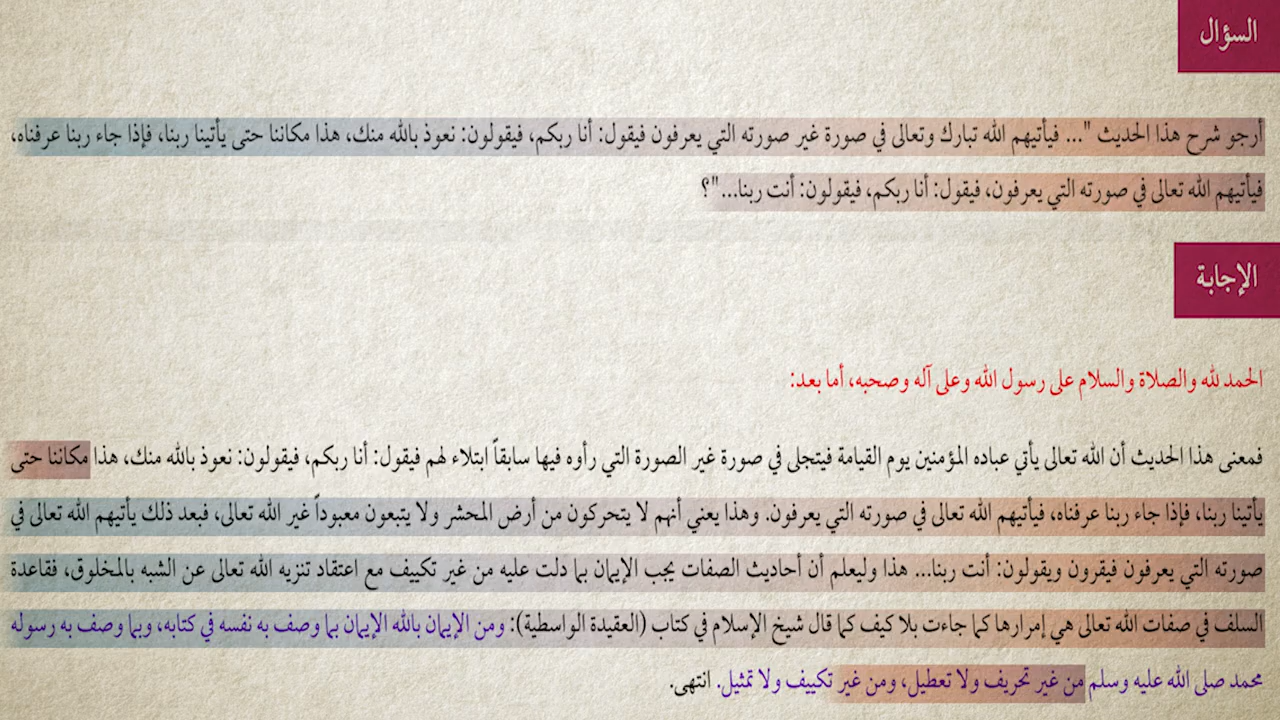 السؤال
أرجو شرح هذا الحديث "... فيأتيهم الله تبارك وتعالى في صورة غير صورته التي يعرفون فيقول: أنا ربكم، فيقولون: نعوذ بالله منك، هذا مكاننا حتى يأتينا ربنا، فإذا جاء ربنا عرفناه،
فيأتيهم الله تعالى في صورته التي يعرفون، فيقول: أنا ربكم، فيقولون: أنت ربنا..."؟
الإجابة
الحمد لله والصلاة والسلام على رسول الله وعلى آله وصحبه، أما بعد:
فمعنى هذا الحديث أن الله تعالى يأتي عباده المؤمنين يوم القيامة فيتجلى في صورة غير الصورة التي رأوه فيها سابقاً ابتلاء لهم فيقول: أنا ربكم، فيقولون: نعوذ بالله منك، هذا مكاننا حتى
يأتينا ربنا، فإذا جاء ربنا عرفناه، فيأتيهم الله تعالى في صورته التي يعرفون. وهذا يعني أنهم لا يتحركون من أرض المحشر ولا يتبعون معبوداً غير الله تعالى، فبعد ذلك يأتيهم الله تعالى في
صورته التي يعرفون فيقرون ويقولون: أنت ربنا... هذا وليعلم أن أحاديث الصفات يجب الإيمان بما دلت عليه من غير تكييف مع اعتقاد تنزيه الله تعالى عن الشبه بالمخلوق، فقاعدة
السلف في صفات الله تعالى هي إمرارها كما جاءت بلا كيف كما قال شيخ الإسلام في كتاب (العقيدة الواسطية): ومن الإيمان بالله الإيمان بما وصف به نفسه في كتابه، وبما وصف به رسوله
محمد صلى الله عليه وسلم من غير تحريف ولا تعطيل، ومن غير تكييف ولا تمثيل. انتهى.